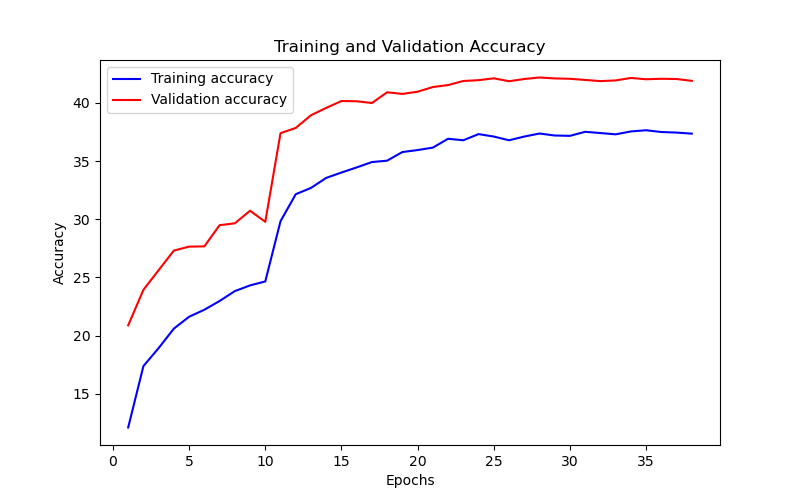 Training and Validation Accuracy
Training accuracy
Validation accuracy
40
35
30
25
20
15
Accuracy
0 5 10 15 20 25 30 35
Epochs